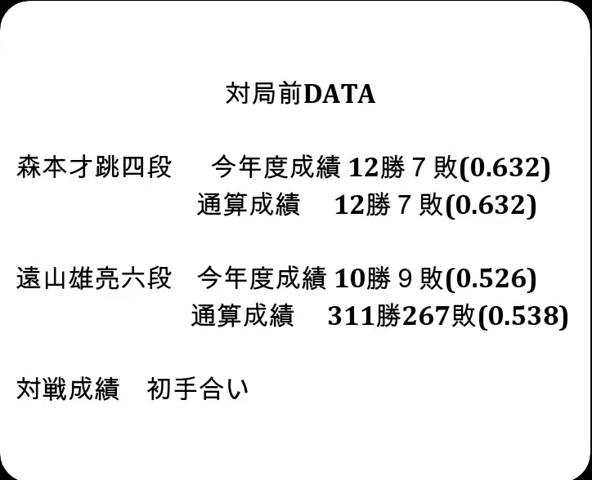 対局前DATA
森本才跳四段　今年度成績 12勝７敗(0.632)
通算成績　12勝７敗(0.632)
遠山雄亮六段　今年度成績 10勝９敗(0.526)
通算成績　311勝267敗(0.538)
対戦成績　初手合い